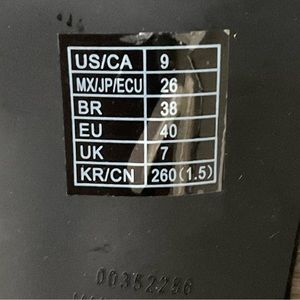 US/CA 9
MX/JP/ECU 26
BR 38
EU 40
UK 7
KR/CN 260(1.5)
00352296